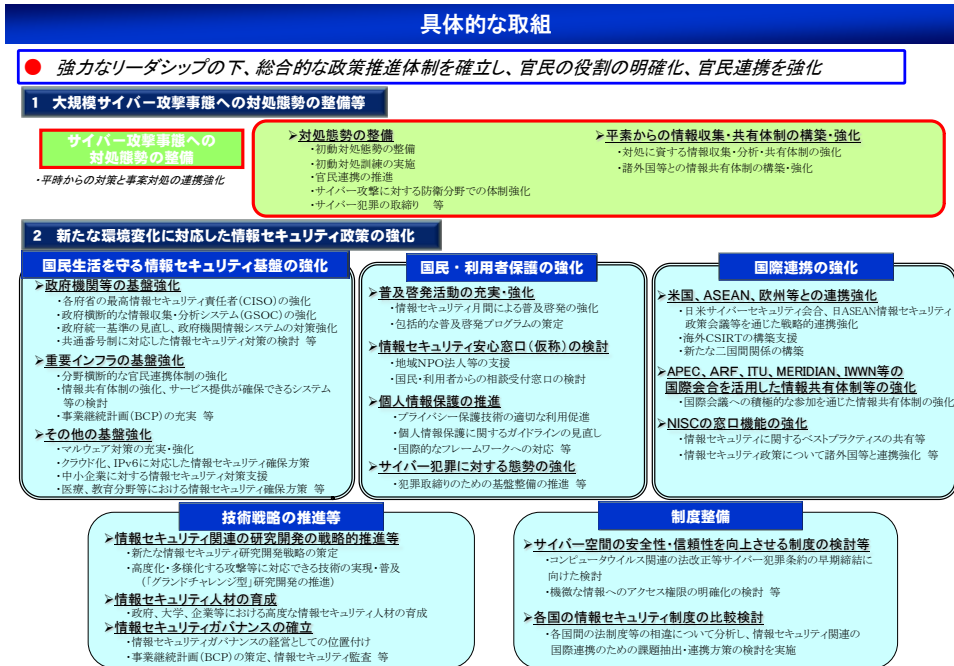 具体的な取組
● 強力なリーダシップの下、総合的な政策推進体制を確立し、官民の役割の明確化、官民連携を強化
1 大規模サイバー攻撃事態への対処態勢の整備等
サイバー攻撃事態への
対処態勢の整備
・平時からの対策と事案対処の連携強化
➢対処態勢の整備
・初動対処態勢の整備
・初動対処訓練の実施
・官民連携の推進
・サイバー攻撃に対する防衛分野での体制強化
・サイバー犯罪の取締り 等
➢平素からの情報収集・共有体制の構築・強化
・対処に資する情報収集・分析・共有体制の強化
・諸外国等との情報共有体制の構築・強化
2 新たな環境変化に対応した情報セキュリティ政策の強化
国民生活を守る情報セキュリティ基盤の強化
➢政府機関等の基盤強化
・各府省の最高情報セキュリティ責任者(CISO)の強化
・政府横断的な情報収集・分析システム(GSOC)の強化
・政府統一基準の見直し、政府機関情報システムの対策強化
・共通番号制に対応した情報セキュリティ対策の検討 等
➢重要インフラの基盤強化
・分野横断的な官民連携体制の強化
・情報共有体制の強化、サービス提供が確保できるシステム
等の検討
・事業継続計画(BCP)の充実 等
➢その他の基盤強化
・マルウェア対策の充実・強化
・クラウド化、IPv6に対応した情報セキュリティ確保方策
・中小企業に対する情報セキュリティ対策支援
・医療、教育分野等における情報セキュリティ確保方策 等
国民・利用者保護の強化
➢普及啓発活動の充実・強化
・情報セキュリティ月間による普及啓発の強化
・包括的な普及啓発プログラムの策定
➢情報セキュリティ安心窓口(仮称)の検討
・地域NPO法人等の支援
・国民・利用者からの相談受付窓口の検討
➢個人情報保護の推進
・プライバシー保護技術の適切な利用促進
・個人情報保護に関するガイドラインの見直し
・国際的なフレームワークへの対応 等
➢サイバー犯罪に対する態勢の強化
・犯罪取締りのための基盤整備の推進 等
国際連携の強化
➢米国、ASEAN、欧州等との連携強化
・日米サイバーセキュリティ会合、日ASEAN情報セキュリティ
政策会議等を通じた戦略的連携強化
・海外CSIRTの構築支援
・新たな二国間関係の構築
➢APEC、ARF、ITU、MERIDIAN、IWWN等の
国際会合を活用した情報共有体制等の強化
・国際会議への積極的な参加を通じた情報共有体制の強化
➢NISCの窓口機能の強化
・情報セキュリティに関するベストプラクティスの共有等
・情報セキュリティ政策について諸外国等と連携強化 等
技術戦略の推進等
➢情報セキュリティ関連の研究開発の戦略的推進等
・新たな情報セキュリティ研究開発戦略の策定
・高度化・多様化する攻撃等に対応できる技術の実現・普及
(「グランドチャレンジ型」研究開発の推進)
➢情報セキュリティ人材の育成
・政府、大学、企業等における高度な情報セキュリティ人材の育成
➢情報セキュリティガバナンスの確立
・情報セキュリティガバナンスの経営としての位置付け
・事業継続計画(BCP)の策定、情報セキュリティ監査 等
制度整備
➢サイバー空間の安全性・信頼性を向上させる制度の検討等
・コンピュータウイルス関連の法改正等サイバー犯罪条約の早期締結に
向けた検討
・機微な情報へのアクセス権限の明確化の検討 等
➢各国の情報セキュリティ制度の比較検討
・各国間の法制度等の相違について分析し、情報セキュリティ関連の
国際連携のための課題抽出・連携方策の検討を実施